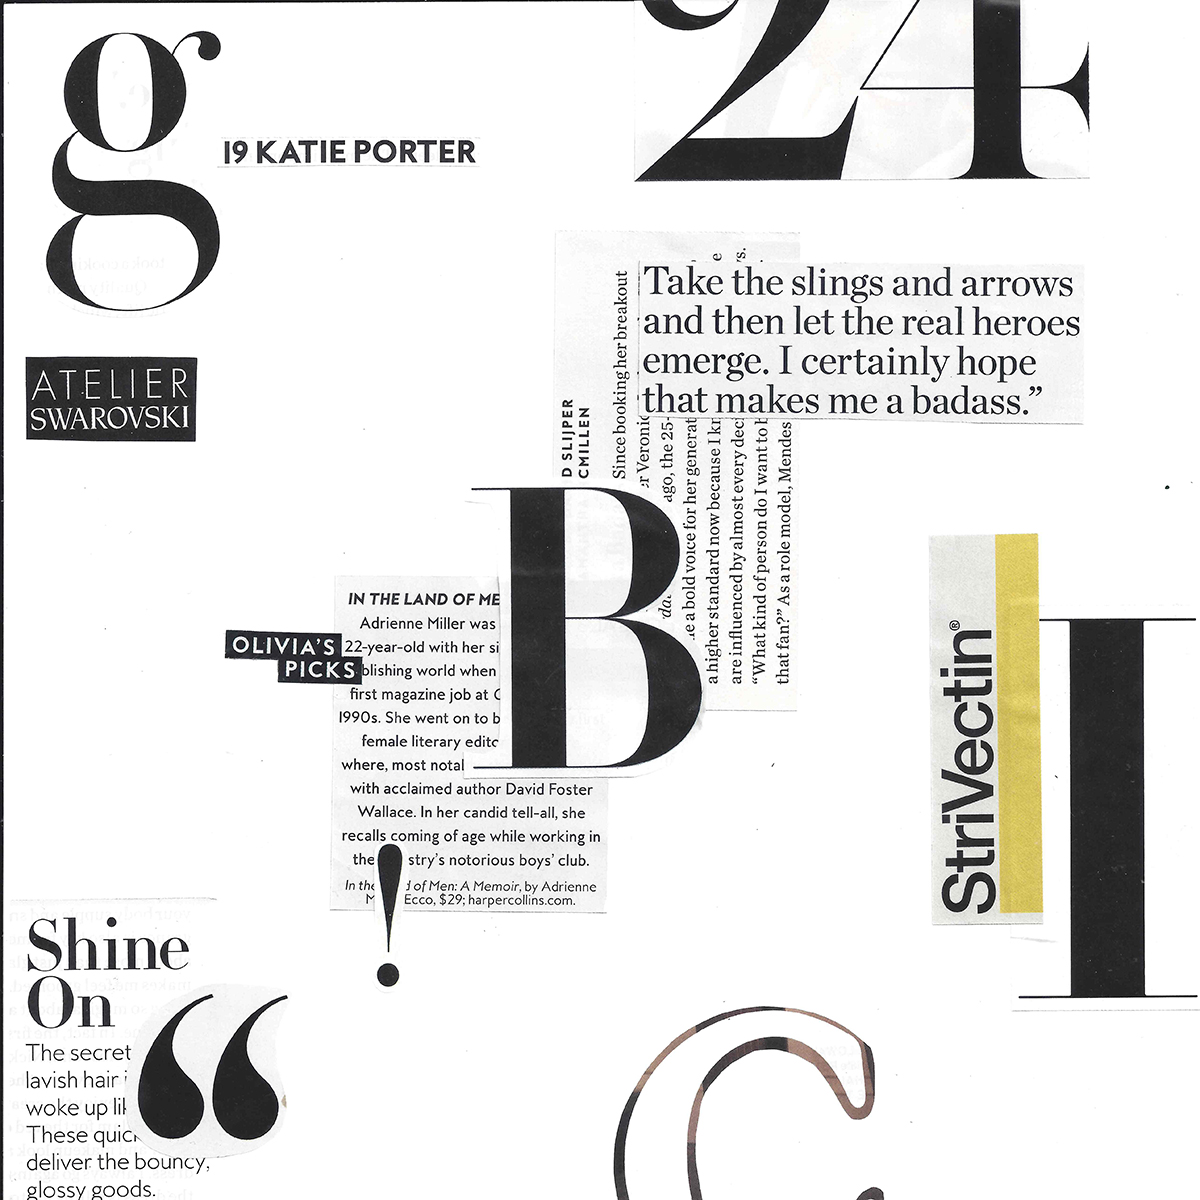 g
24
19 KATIE PORTER
ATELIER
SWAROVSKI
Take the slings and arrows
and then let the real heroes
emerge. I certainly hope
that makes me a badass.”
D SLIJPER
CMILLEN
Since booking her breakout
Veronic
ago, the 25-
a bold voice for her generat
a higher standard now because I kn
are influenced by almost every deci
“What kind of person do I want to b
that fan?” As a role model, Mendes
B
IN THE LAND OF ME
Adrienne Miller was
22-year-old with her si
blishing world when
first magazine job at
1990s. She went on to b
female literary edito
where, most notal
with acclaimed author David Foster
Wallace. In her candid tell-all, she
recalls coming of age while working in
the stry’s notorious boys’ club.
In the d of Men: A Memoir, by Adrienne
M Ecco, $29; harpercollins.com.
OLIVIA’S
PICKS
!
StriVectin®
I
Shine
On
The secret
lavish hair i
woke up lik
These quic
deliver the bouncy,
glossy goods.
“
C